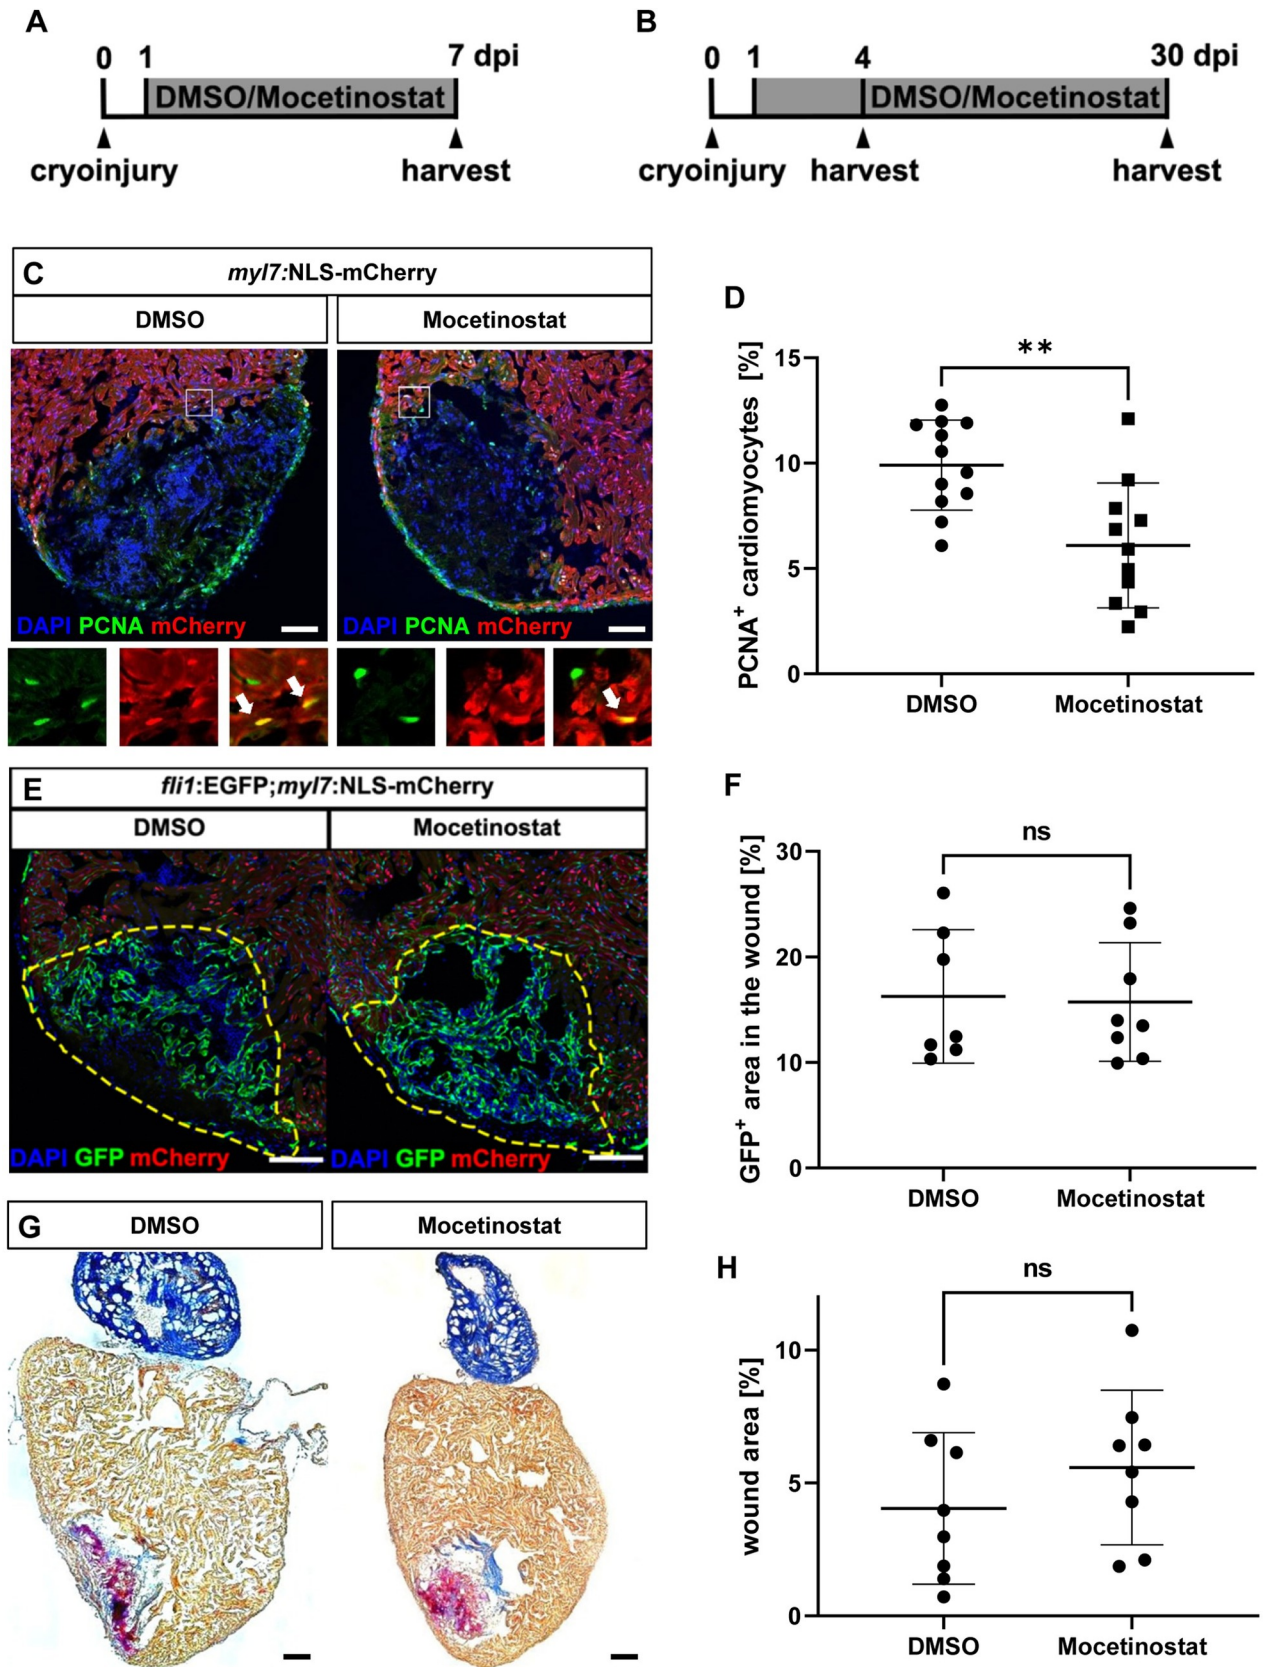 A
0 1 7 dpi
DMSO/Mocetinostat
cryoinjury harvest
B
0 1 4 30 dpi
DMSO/Mocetinostat
cryoinjury harvest harvest
C
myl7:NLS-mCherry
DMSO Mocetinostat
DAPI PCNA mCherry
DAPI PCNA mCherry
D
**
PCNA⁺ cardiomyocytes [%]
15
10
5
0
DMSO Mocetinostat
E
fli1:EGFP;myl7:NLS-mCherry
DMSO Mocetinostat
DAPI GFP mCherry
DAPI GFP mCherry
F
ns
GFP⁺ area in the wound [%]
30
20
10
0
DMSO Mocetinostat
G
DMSO Mocetinostat
H
ns
wound area [%]
10
5
0
DMSO Mocetinostat